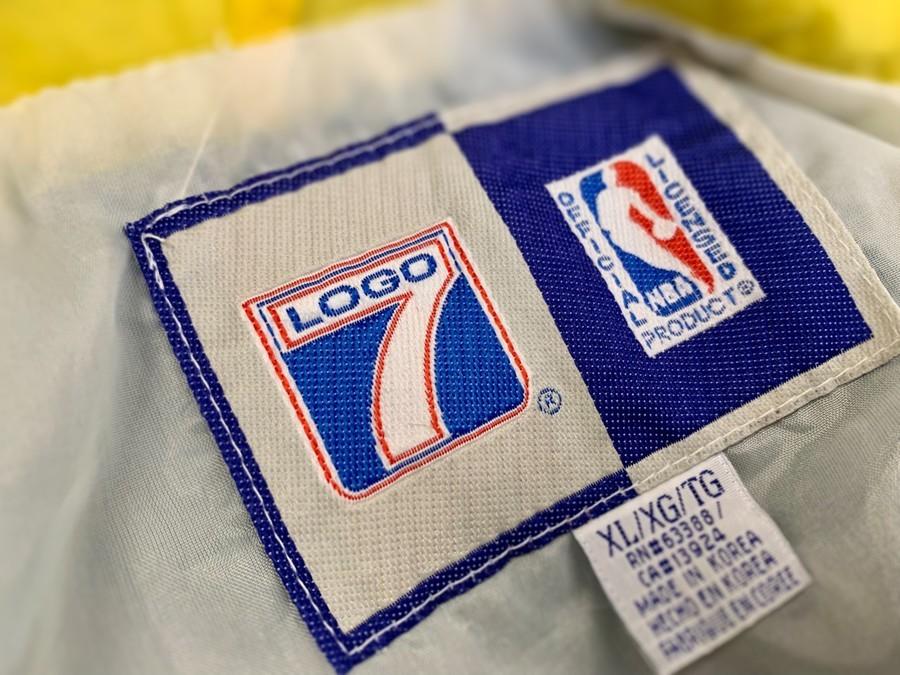 LOGO
7
®
OFFICIAL
LICENSED
NBA
PRODUCT®
XL/XG/TG
RN#63388/
CA#13924
MADE IN KOREA
HECHO EN KOREA
FABRIQUE EN COREE